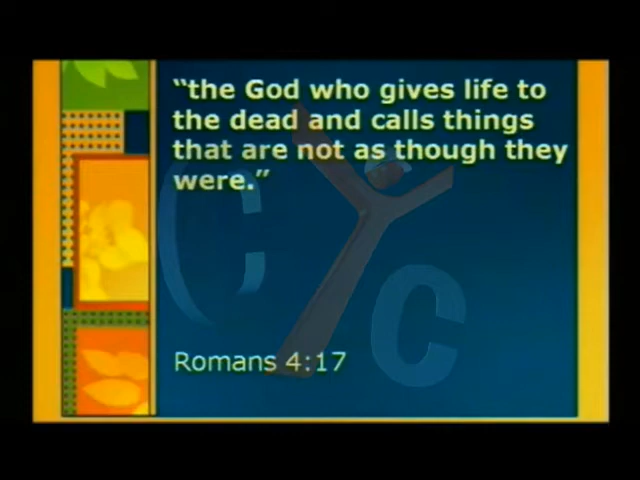 “the God who gives life to
the dead and calls things
that are not as though they
were.”
CYC
Romans 4:17